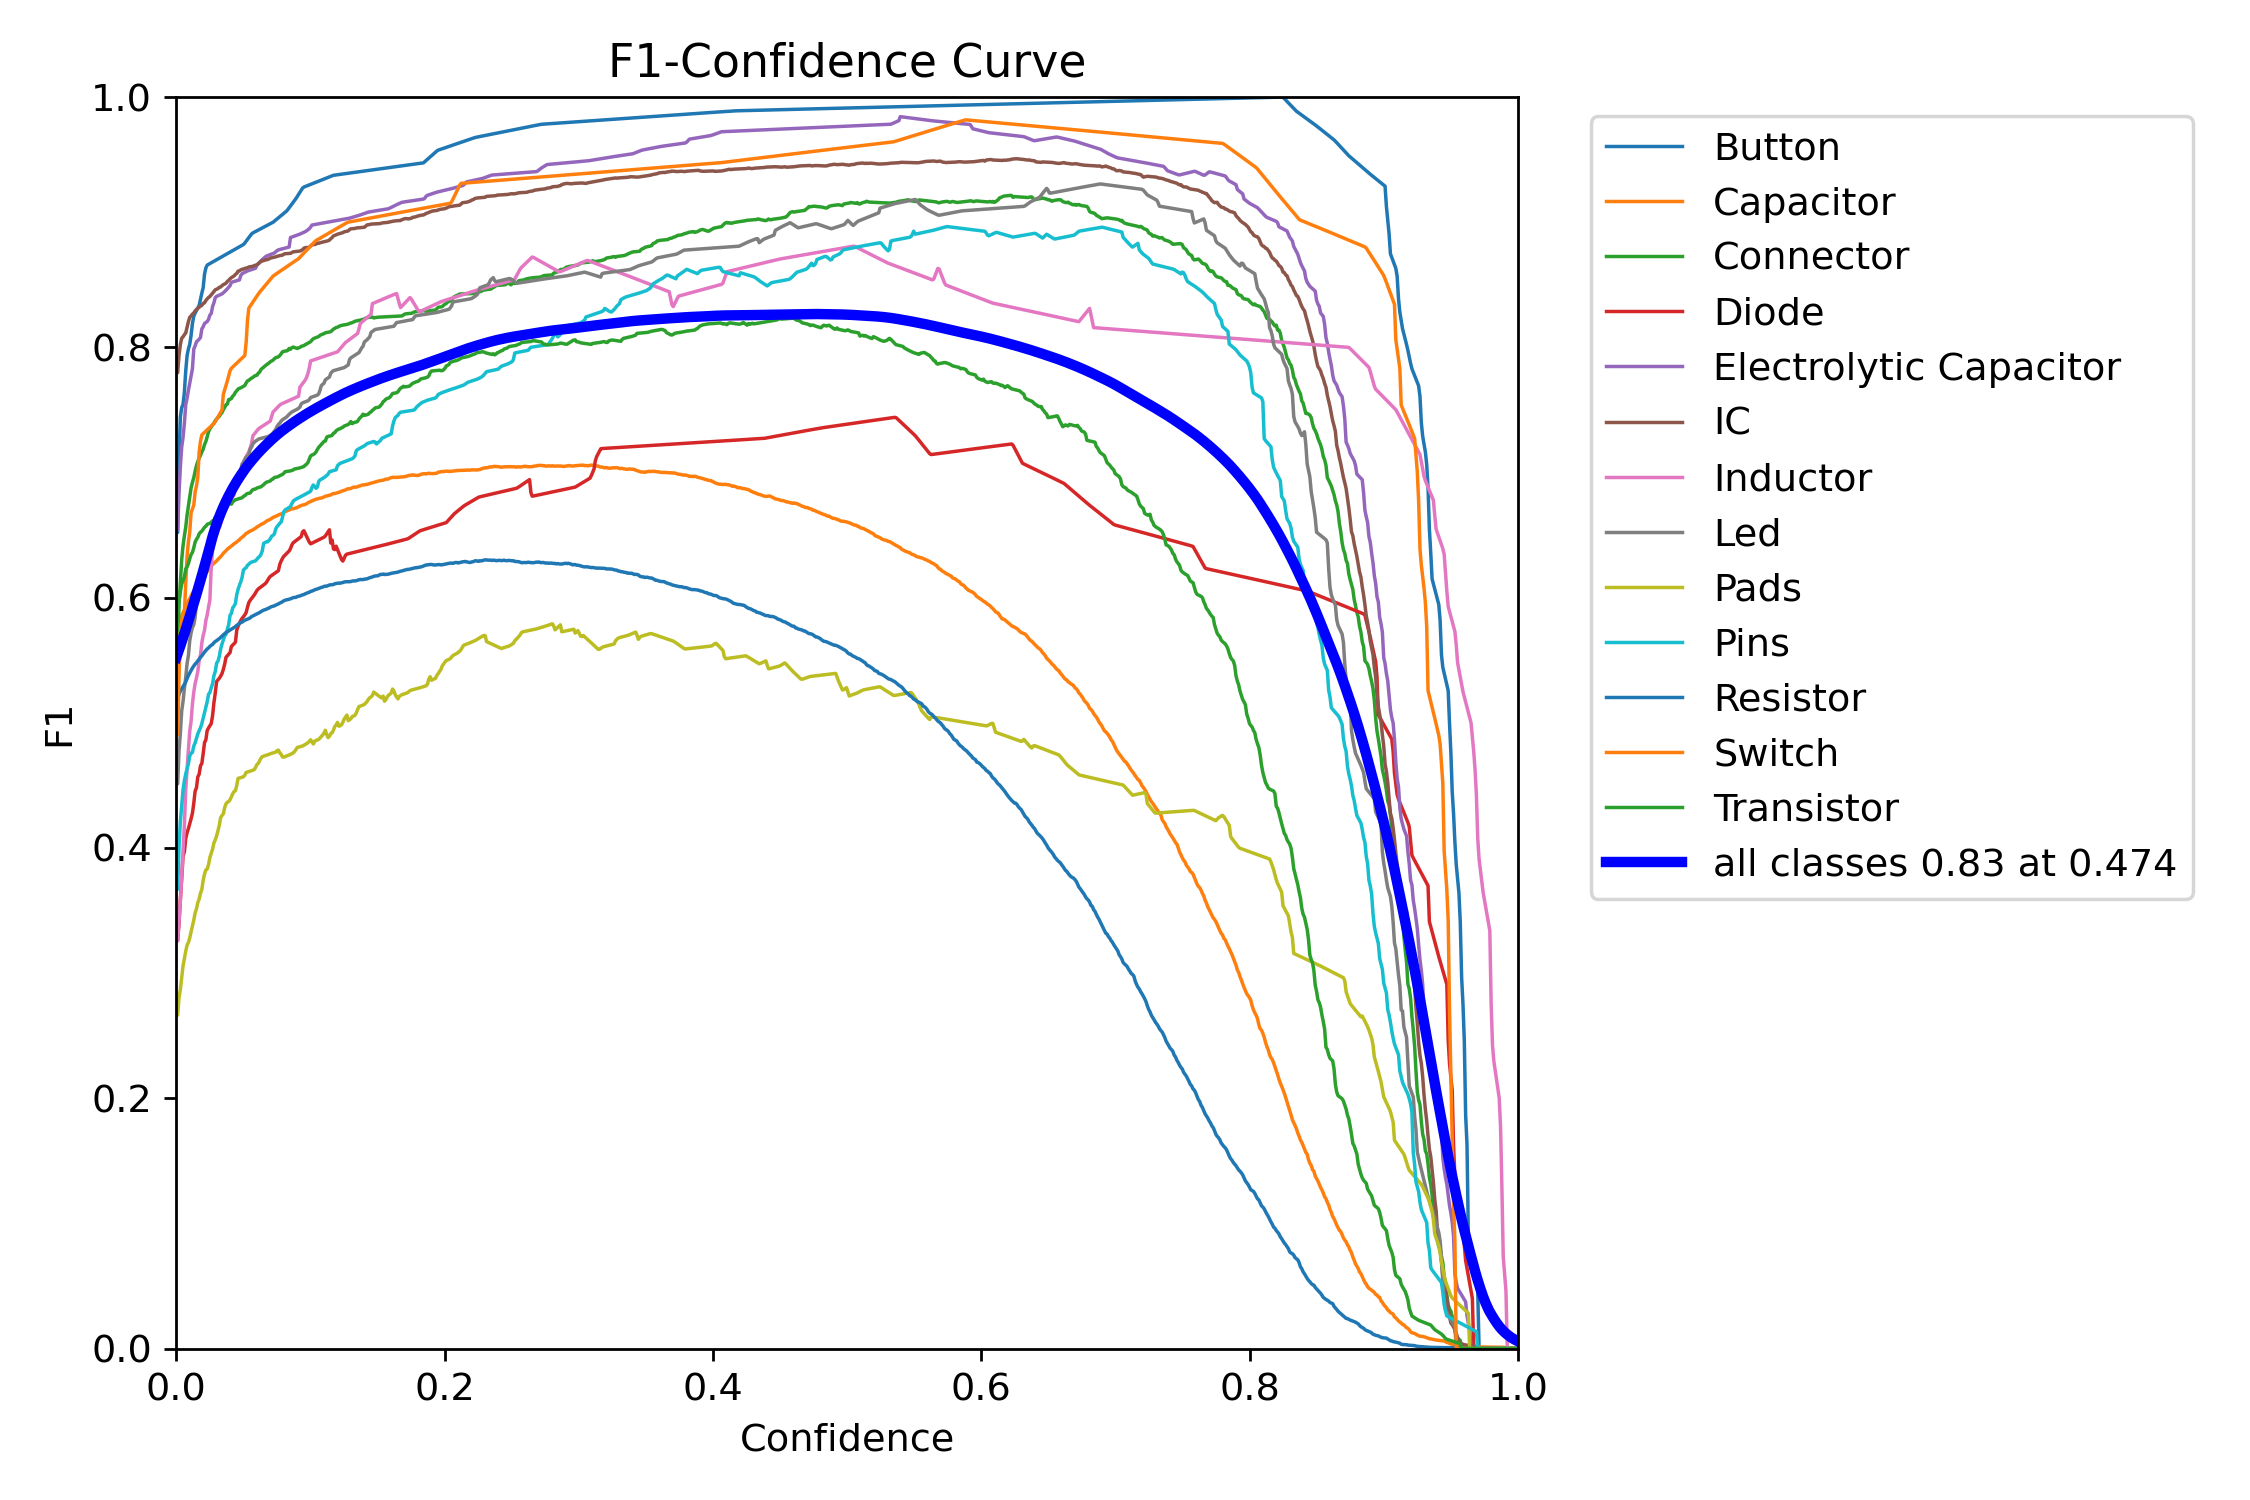 F1-Confidence Curve
1.0
0.8
0.6
0.4
0.2
0.0
F1
0.0 0.2 0.4 0.6 0.8 1.0
Confidence
Button
Capacitor
Connector
Diode
Electrolytic Capacitor
IC
Inductor
Led
Pads
Pins
Resistor
Switch
Transistor
all classes 0.83 at 0.474